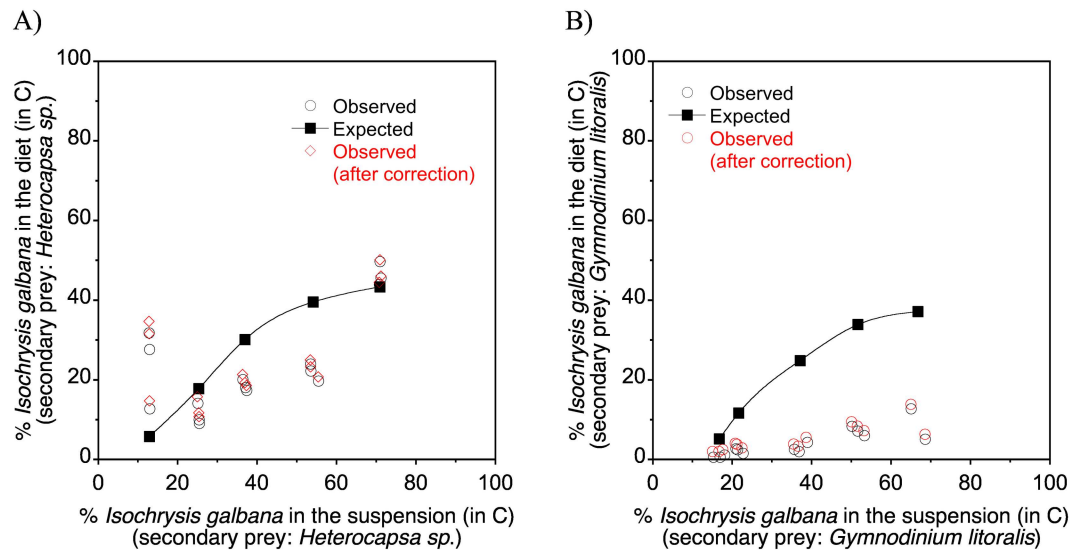 A)
% Isochrysis galbana in the diet (in C)
(secondary prey: Heterocapsa sp.)
100
80
60
40
20
0
Observed
Expected
Observed
(after correction)
0 20 40 60 80 100
% Isochrysis galbana in the suspension (in C)
(secondary prey: Heterocapsa sp.)
B)
% Isochrysis galbana in the diet (in C)
(secondary prey: Gymnodinium litoralis)
100
80
60
40
20
0
Observed
Expected
Observed
(after correction)
0 20 40 60 80 100
% Isochrysis galbana in the suspension (in C)
(secondary prey: Gymnodinium litoralis)